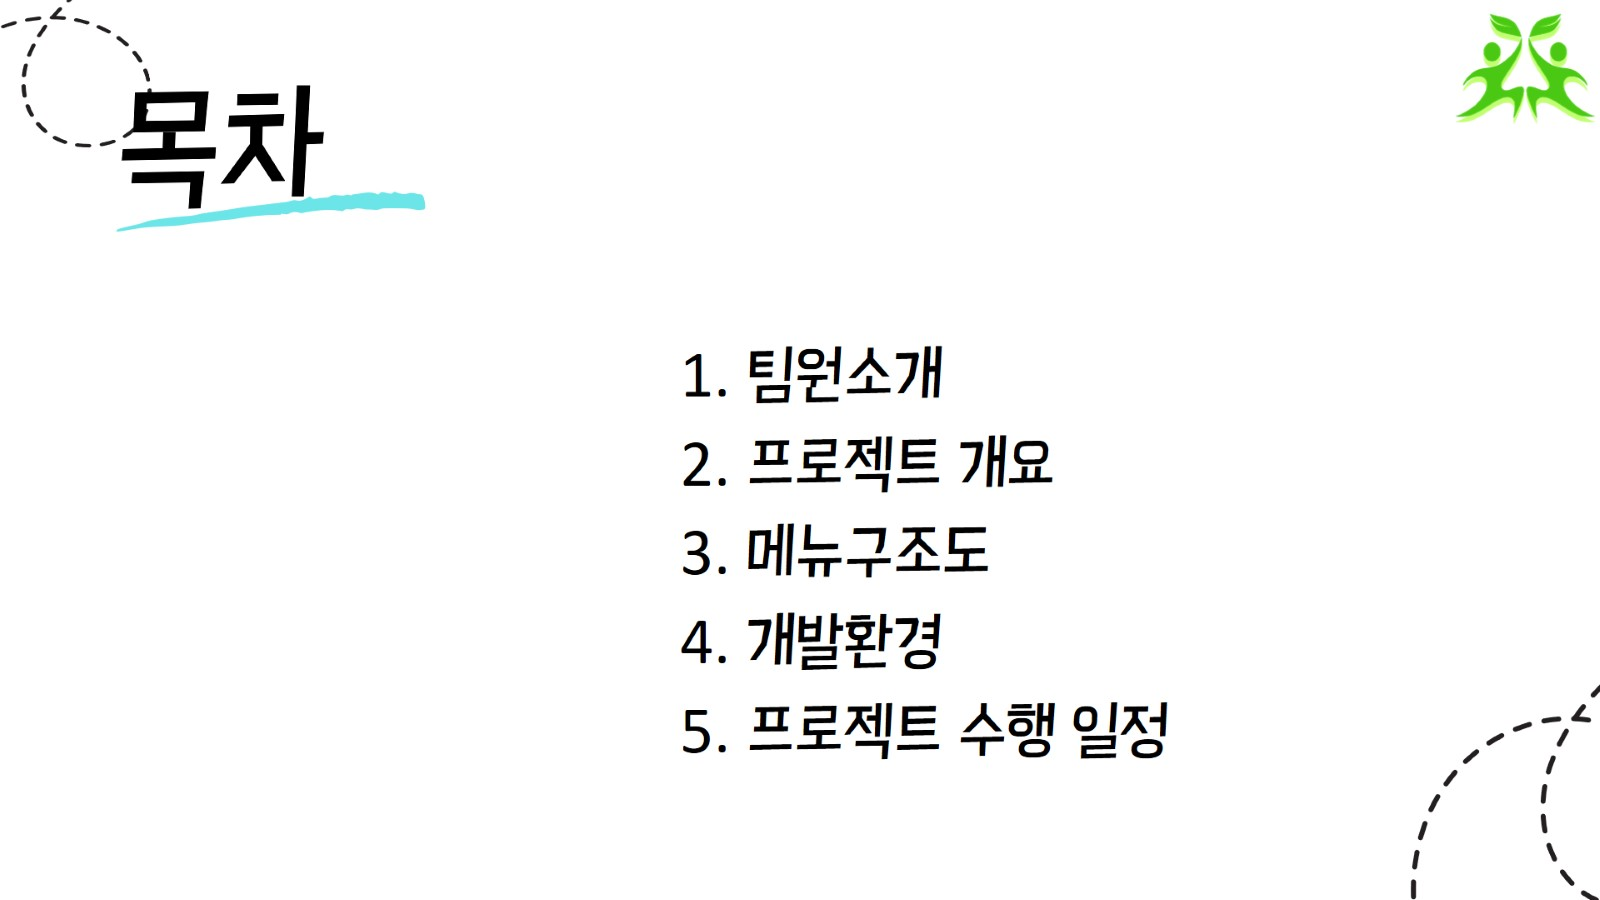 목차
1. 팀원소개
2. 프로젝트 개요
3. 메뉴구조도
4. 개발환경
5. 프로젝트 수행 일정